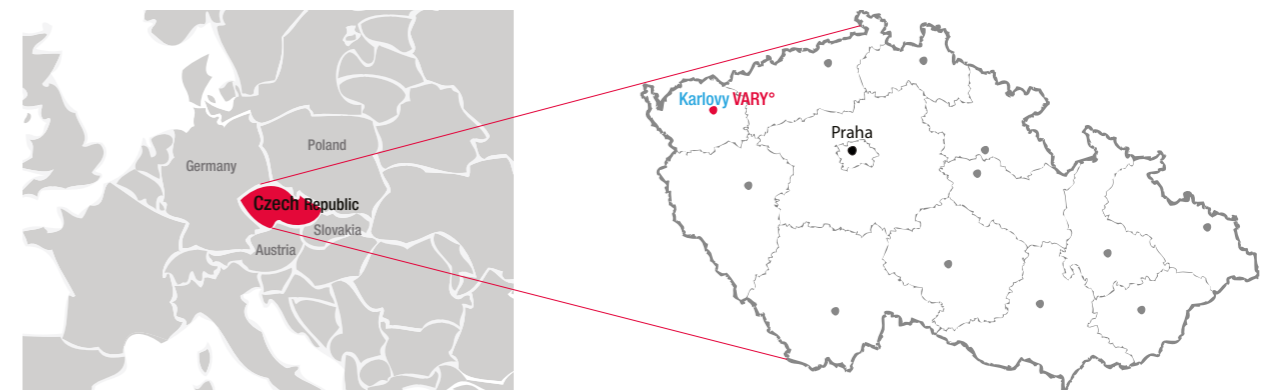 Poland
Germany
Czech Republic
Slovakia
Austria
Karlovy VARY°
Praha